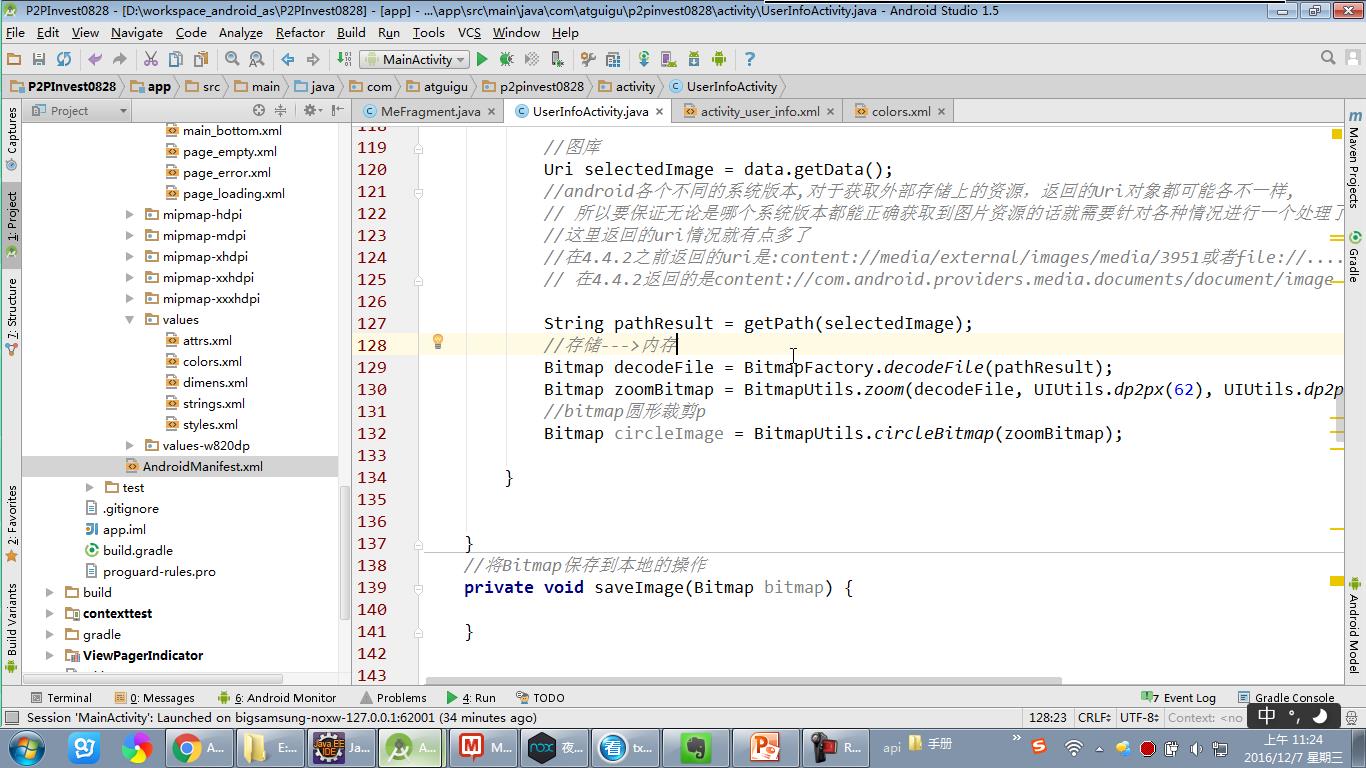 P2PInvest0828 - [D:\workspace_android_as\P2PInvest0828] - [app] - ...\app\src\main\java\com\atguigu\p2pinvest0828\activity\UserInfoActivity.java - Android Studio 1.5
File Edit View Navigate Code Analyze Refactor Build Run Tools VCS Window Help
MainActivity
P2PInvest0828 app src main java com atguigu p2pinvest0828 activity UserInfoActivity
Project
MeFragment.java UserInfoActivity.java activity_user_info.xml colors.xml
Captures
1: Project
7: Structure
2: Favorites
Build Variants
main_bottom.xml
page_empty.xml
page_error.xml
page_loading.xml
mipmap-hdpi
mipmap-mdpi
mipmap-xhdpi
mipmap-xxhdpi
mipmap-xxxhdpi
values
attrs.xml
colors.xml
dimens.xml
strings.xml
styles.xml
values-w820dp
AndroidManifest.xml
test
.gitignore
app.iml
build.gradle
proguard-rules.pro
build
contexttest
gradle
ViewPagerIndicator
118
119 //图库
120 Uri selectedImage = data.getData();
121 //android各个不同的系统版本,对于获取外部存储上的资源，返回的Uri对象都可能各不一样,
122 // 所以要保证无论是哪个系统版本都能正确获取到图片资源的话就需要针对各种情况进行一个处理了
123 //这里返回的uri情况就有点多了
124 //在4.4.2之前返回的uri是:content://media/external/images/media/3951或者file://....
125 // 在4.4.2返回的是content://com.android.providers.media.documents/document/image
126
127 String pathResult = getPath(selectedImage);
128 //存储--->内存
129 Bitmap decodeFile = BitmapFactory.decodeFile(pathResult);
130 Bitmap zoomBitmap = BitmapUtils.zoom(decodeFile, UIUtils.dp2px(62), UIUtils.dp2p
131 //bitmap圆形裁剪p
132 Bitmap circleImage = BitmapUtils.circleBitmap(zoomBitmap);
133
134 }
135
136
137 }
138 //将Bitmap保存到本地的操作
139 private void saveImage(Bitmap bitmap) {
140
141 }
142
143
m
Maven Projects
Gradle
Android Model
Terminal 0: Messages 6: Android Monitor Problems 4: Run TODO 7 Event Log Gradle Console
Session 'MainActivity': Launched on bigsamsung-noxw-127.0.0.1:62001 (34 minutes ago) 128:23 CRLF UTF-8 Context: <no
中 °,
A... E:... Ja... A... M... 夜... tx... R... api 手册
上午 11:24
2016/12/7 星期三